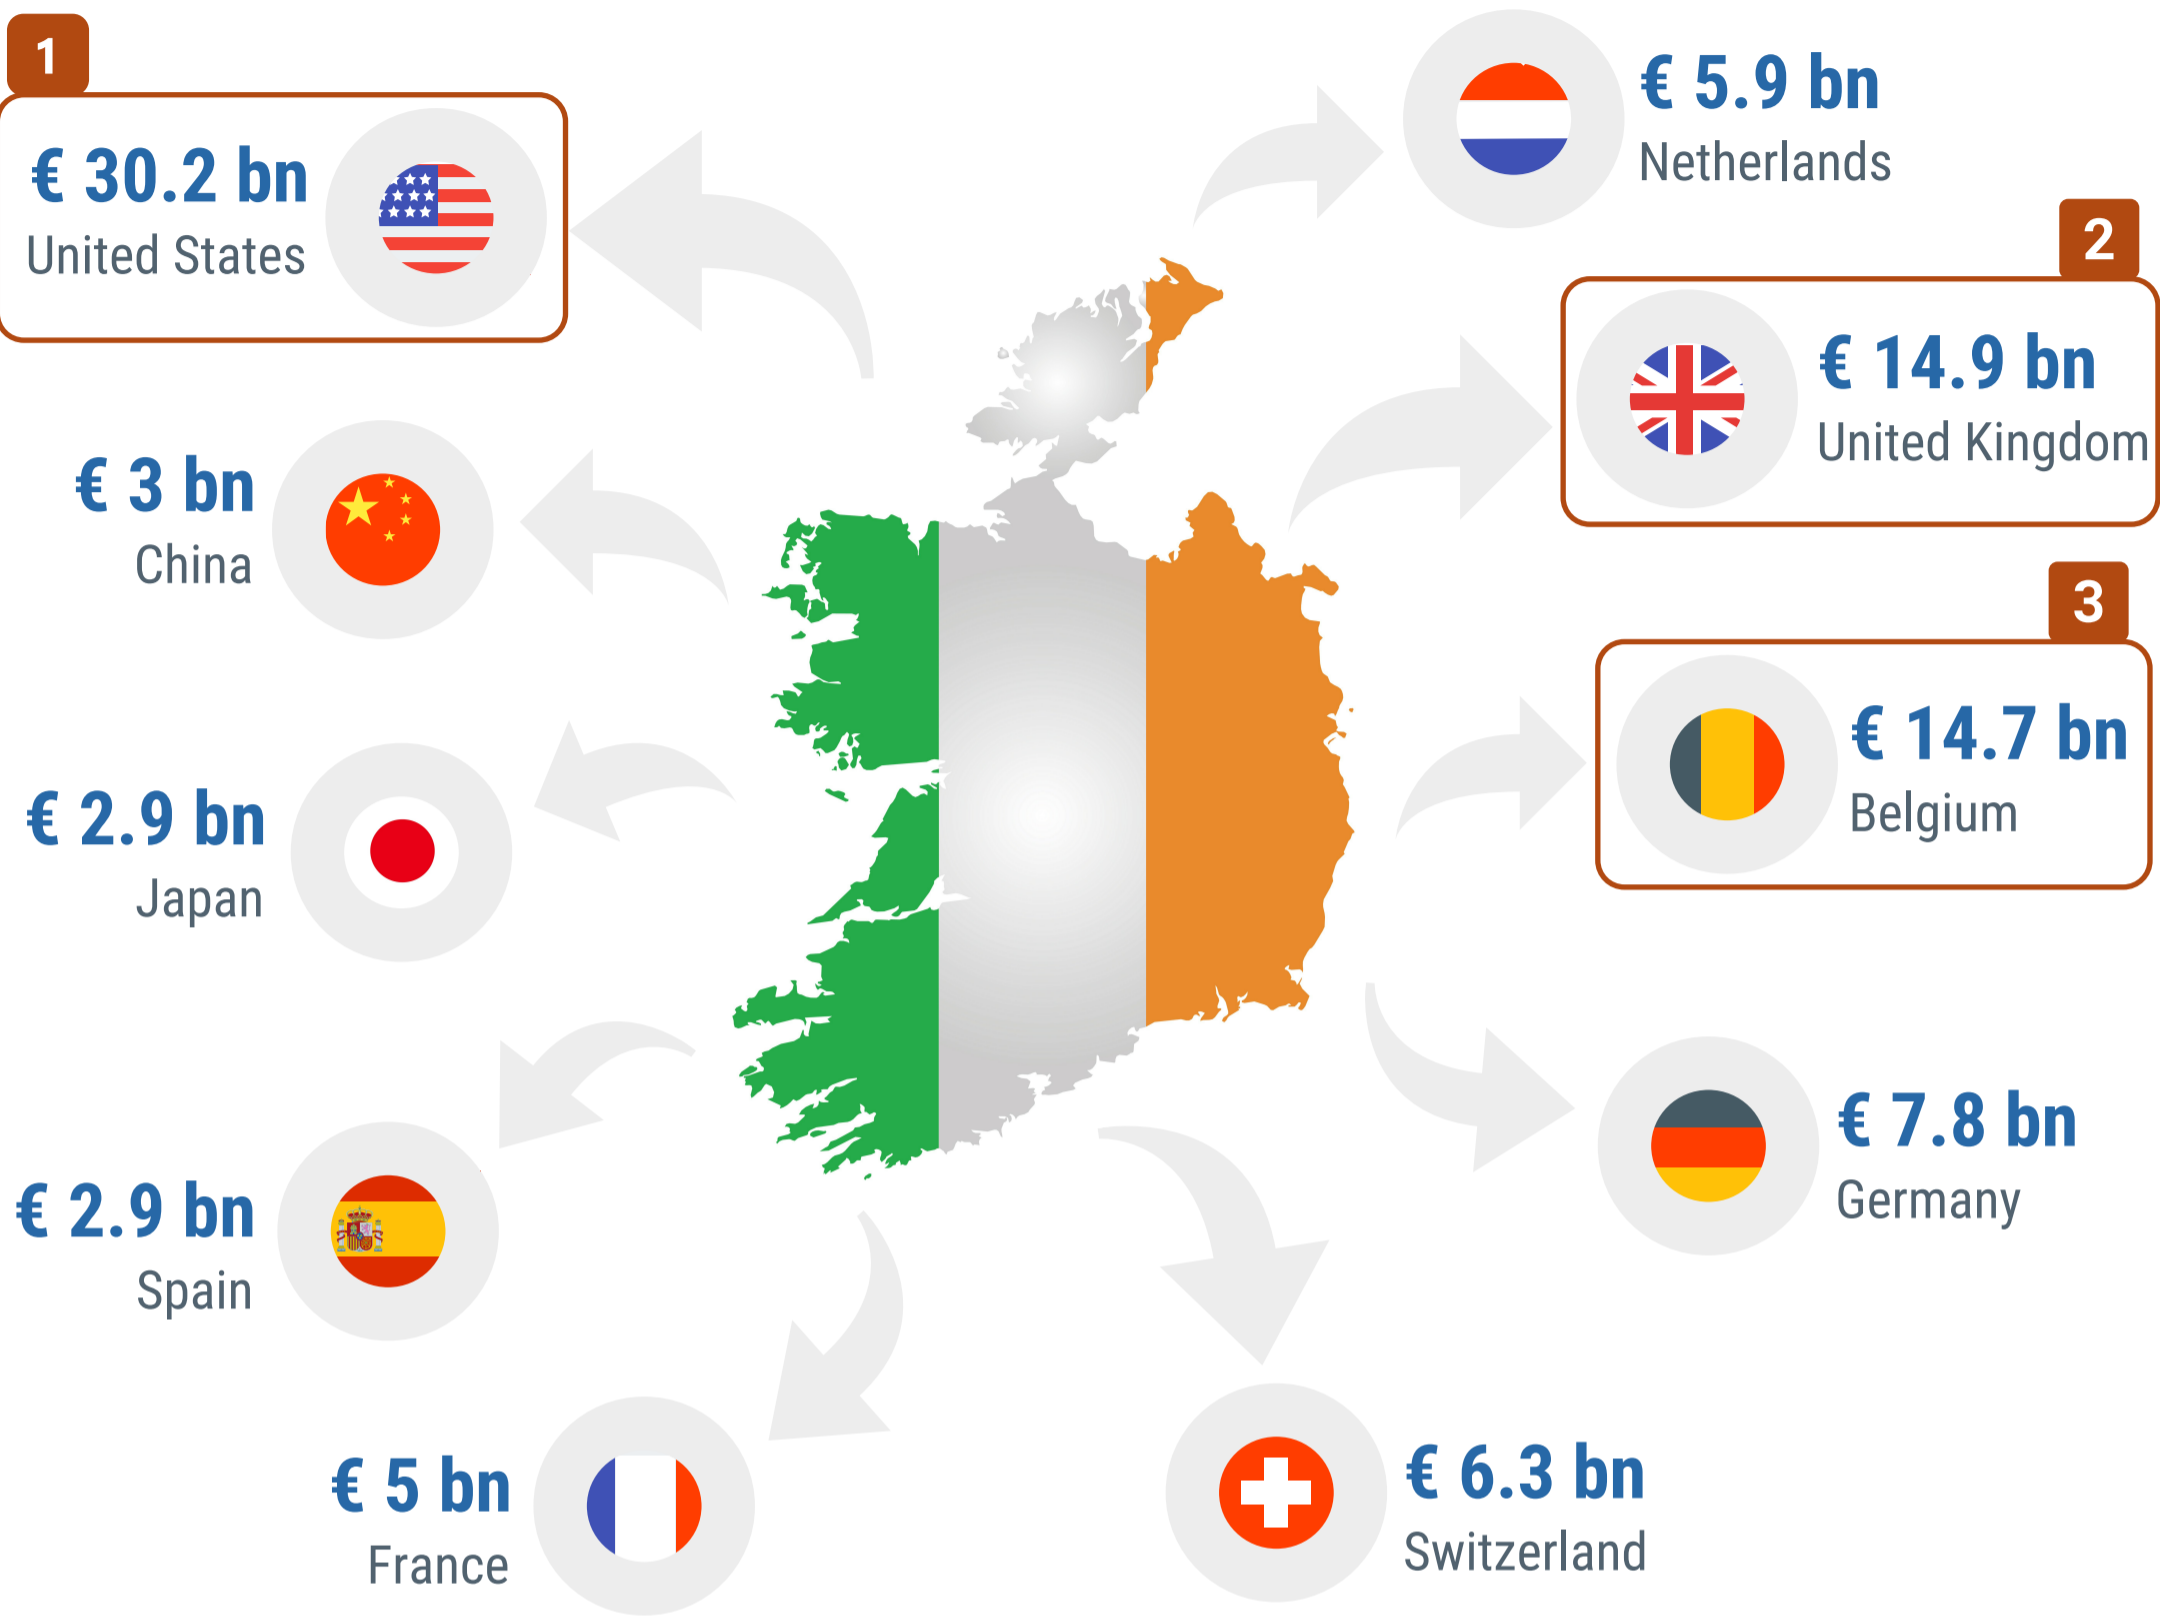 1
€ 30.2 bn
United States
€ 5.9 bn
Netherlands
2
€ 14.9 bn
United Kingdom
€ 3 bn
China
3
€ 14.7 bn
Belgium
€ 2.9 bn
Japan
€ 7.8 bn
Germany
€ 2.9 bn
Spain
€ 5 bn
France
€ 6.3 bn
Switzerland